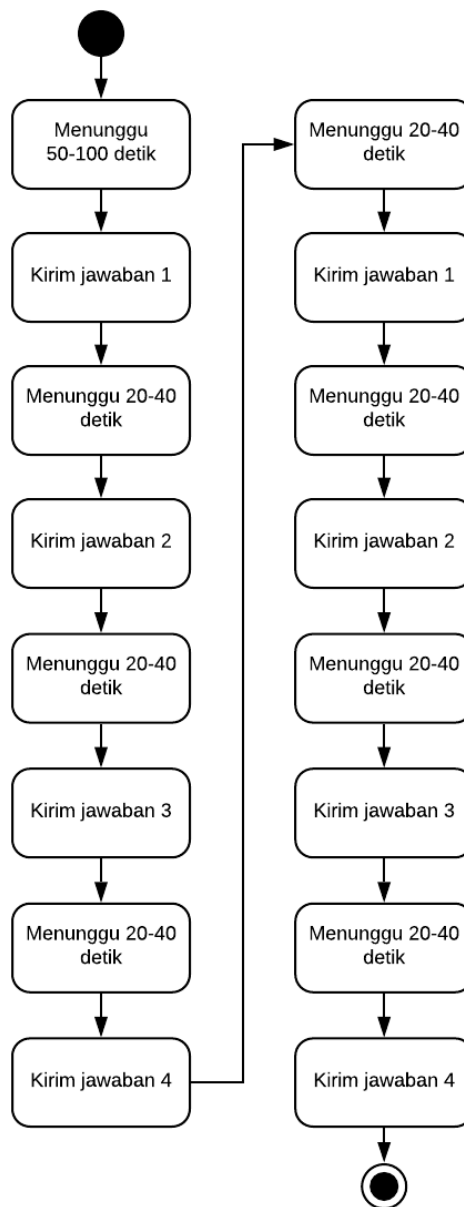 Menunggu
50-100 detik
Kirim jawaban 1
Menunggu 20-40
detik
Kirim jawaban 2
Menunggu 20-40
detik
Kirim jawaban 3
Menunggu 20-40
detik
Kirim jawaban 4
Menunggu 20-40
detik
Kirim jawaban 1
Menunggu 20-40
detik
Kirim jawaban 2
Menunggu 20-40
detik
Kirim jawaban 3
Menunggu 20-40
detik
Kirim jawaban 4